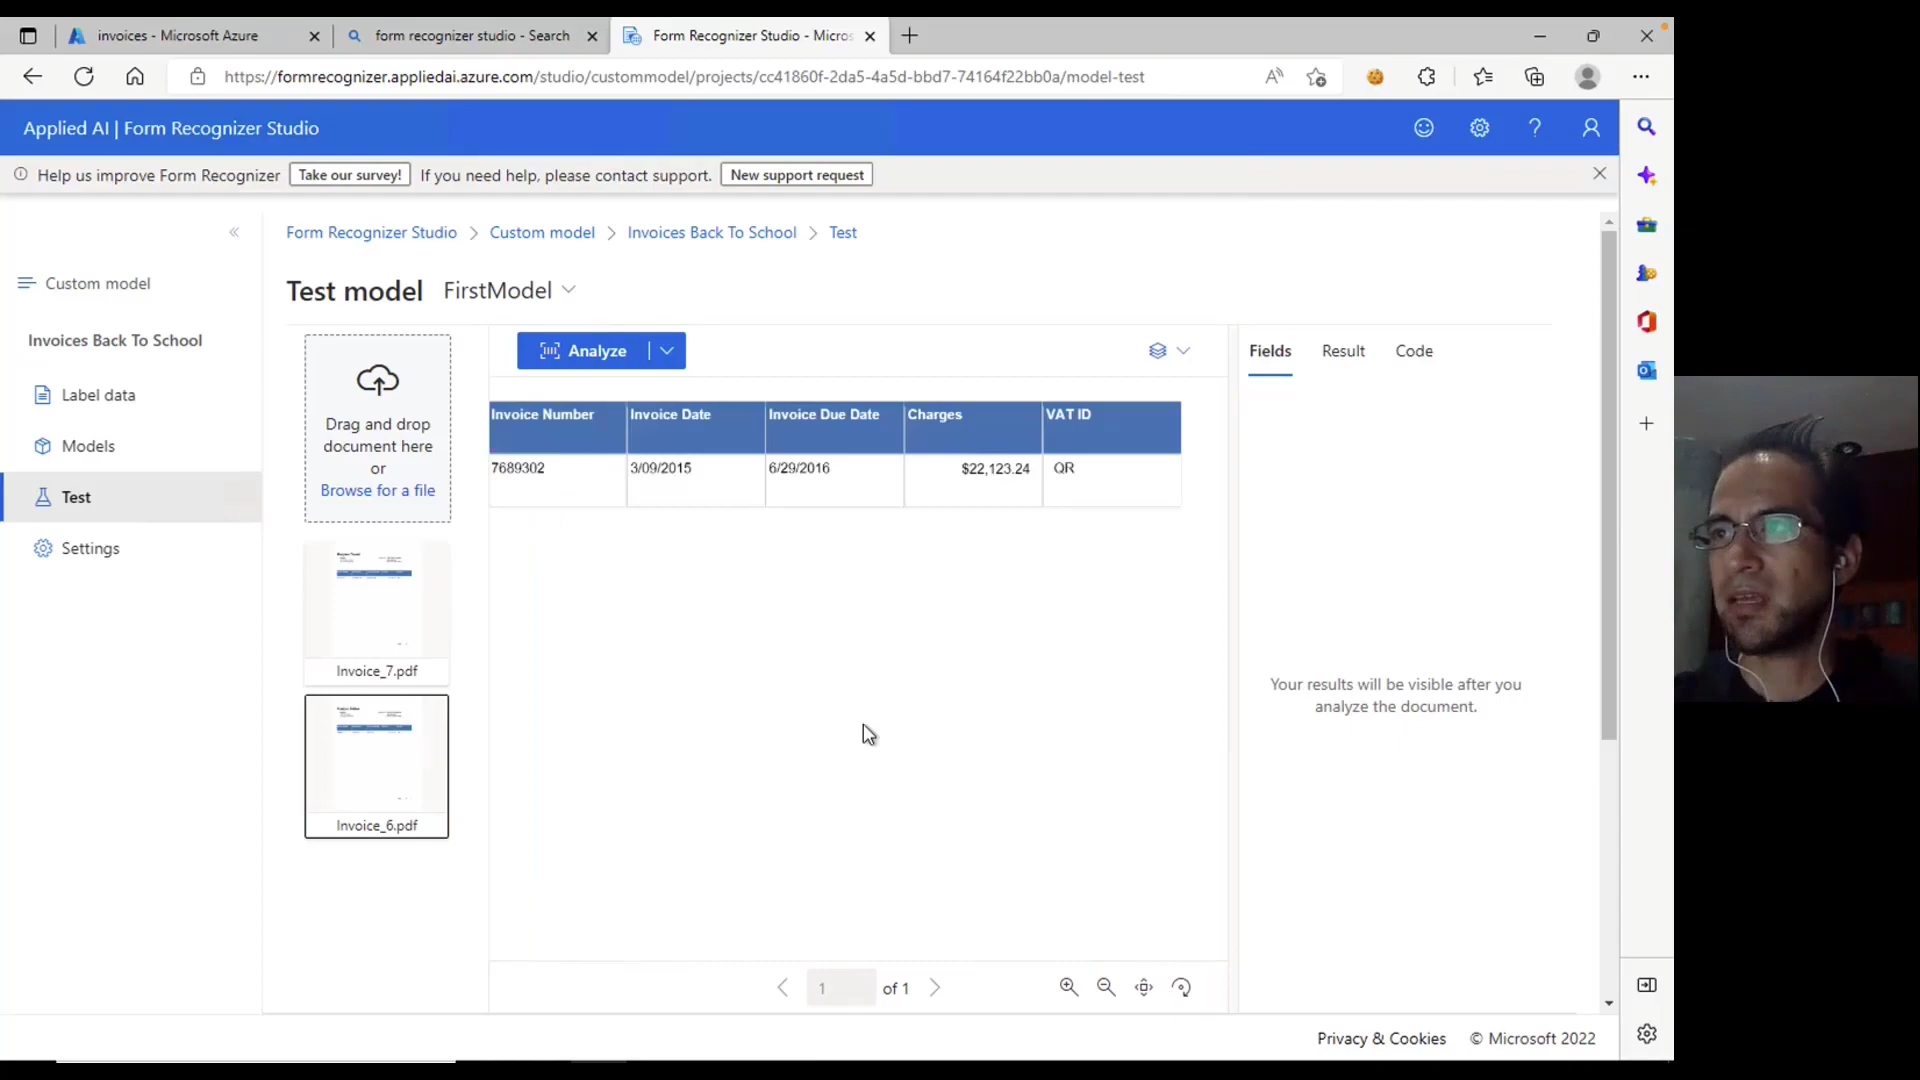 invoices - Microsoft Azure
form recognizer studio - Search
Form Recognizer Studio - Micros
https://formrecognizer.appliedai.azure.com/studio/custommodel/projects/cc41860f-2da5-4a5d-bbd7-74164f22bb0a/model-test
Applied AI | Form Recognizer Studio
Help us improve Form Recognizer Take our survey! If you need help, please contact support. New support request
Form Recognizer Studio > Custom model > Invoices Back To School > Test
Custom model
Invoices Back To School
Label data
Models
Test
Settings
Test model FirstModel
Drag and drop
document here
or
Browse for a file
Invoice_7.pdf
Invoice_6.pdf
Analyze
Invoice Number Invoice Date Invoice Due Date Charges VAT ID
7689302 3/09/2015 6/29/2016 $22,123.24 QR
1 of 1
Fields Result Code
Your results will be visible after you
analyze the document.
Privacy & Cookies © Microsoft 2022